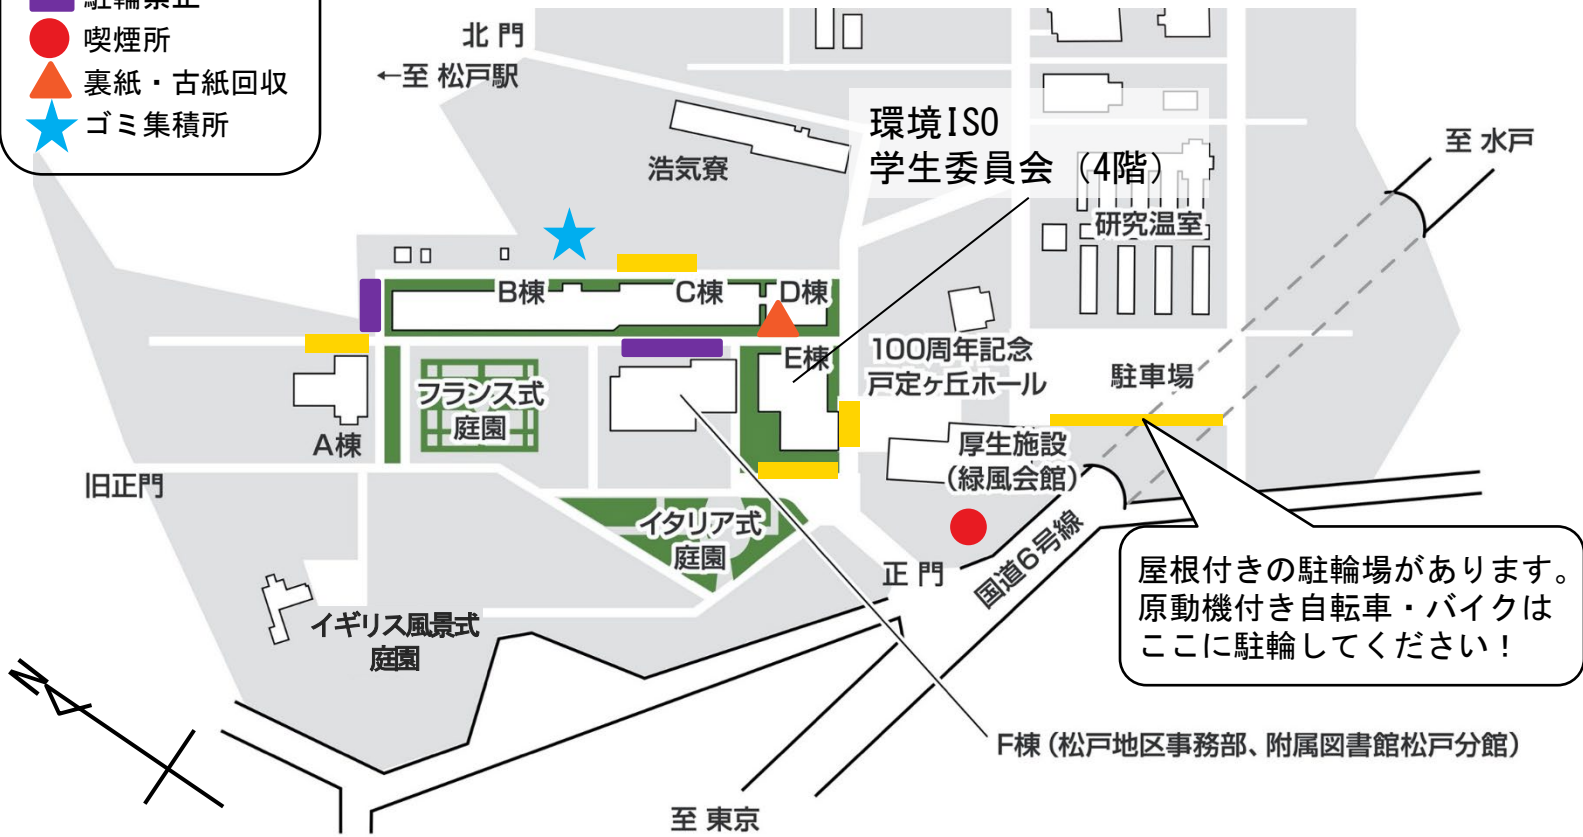 駐輪禁止
喫煙所
裏紙・古紙回収
ゴミ集積所
北門
←至 松戸駅
浩気寮
環境ISO
学生委員会（4階）
至 水戸
研究温室
B棟
C棟
D棟
E棟
100周年記念
戸定ヶ丘ホール
駐車場
フランス式
庭園
A棟
旧正門
厚生施設
（緑風会館）
イタリア式
庭園
正門
国道6号線
屋根付きの駐輪場があります。
原動機付き自転車・バイクは
ここに駐輪してください！
イギリス風景式
庭園
N
F棟（松戸地区事務部、附属図書館松戸分館）
至 東京